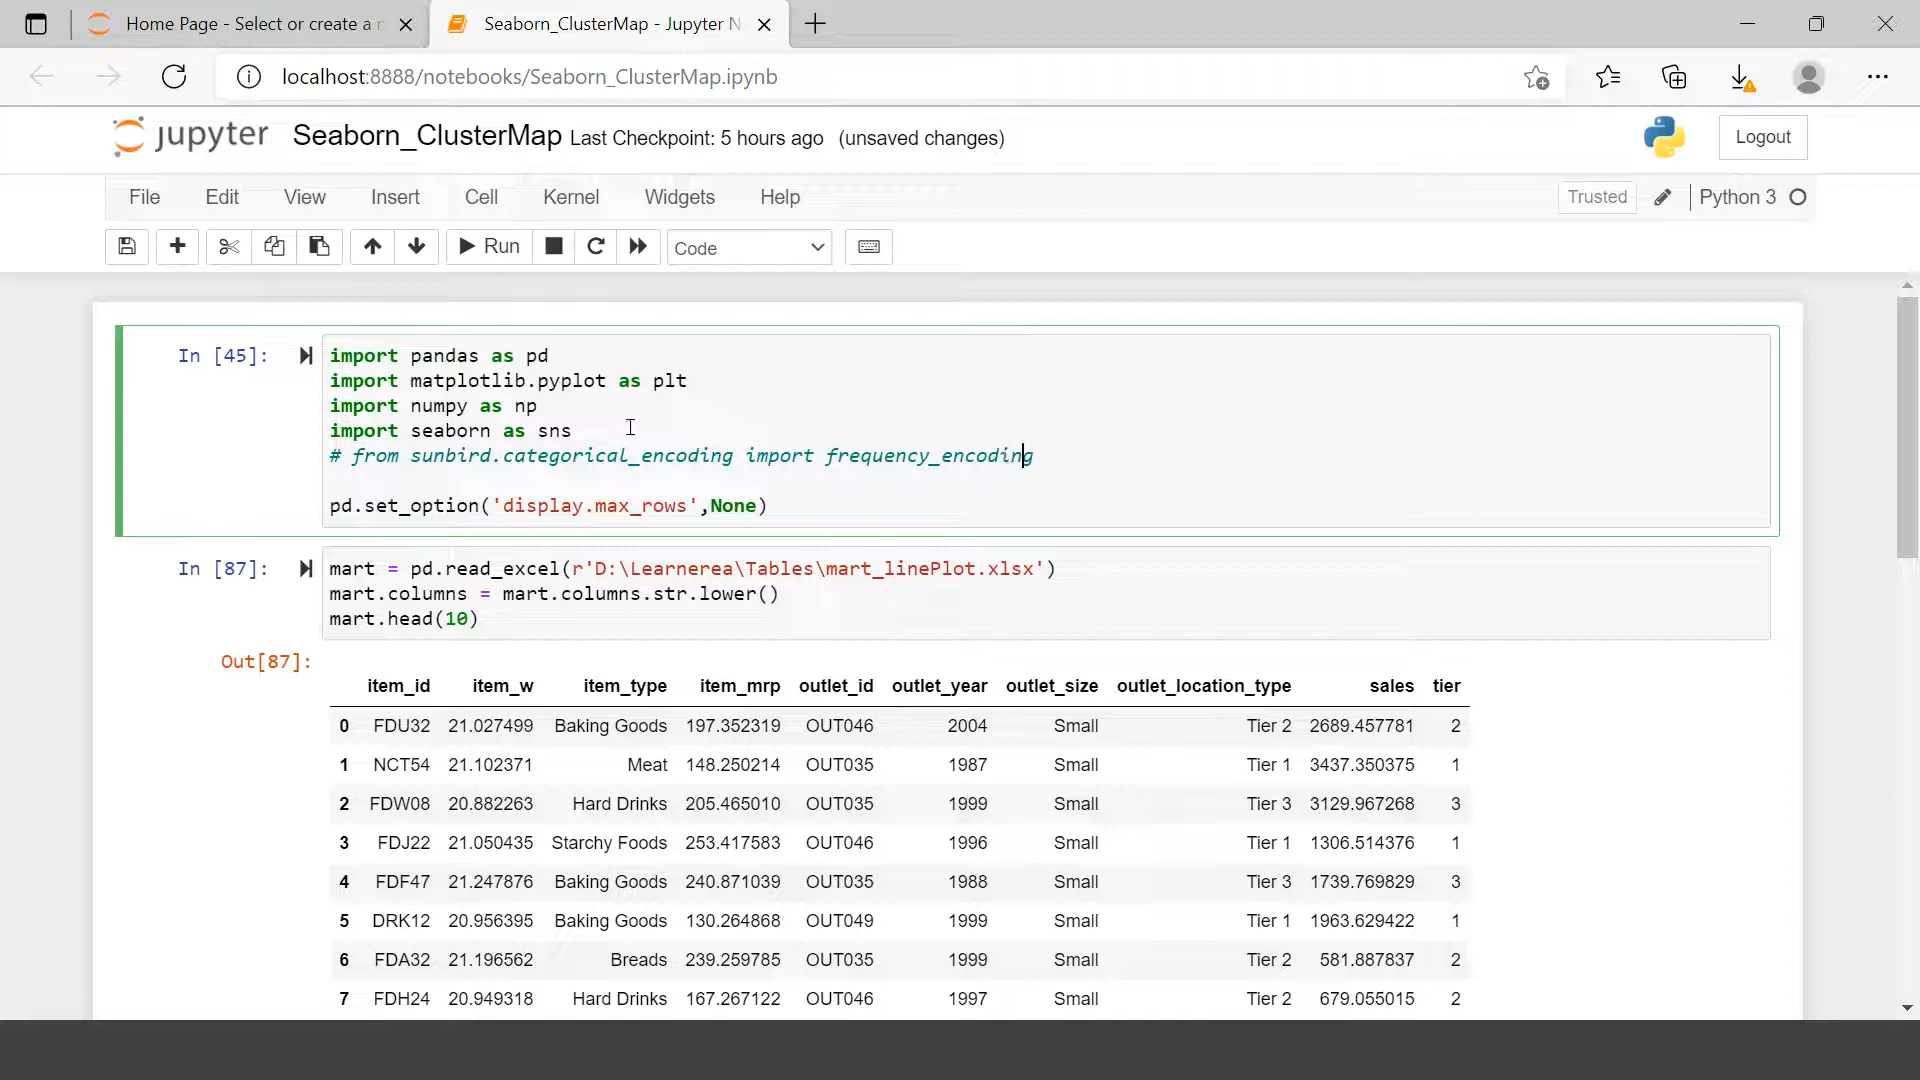 Home Page - Select or create a n
Seaborn_ClusterMap - Jupyter N
localhost:8888/notebooks/Seaborn_ClusterMap.ipynb
jupyter Seaborn_ClusterMap Last Checkpoint: 5 hours ago (unsaved changes)
Logout
File Edit View Insert Cell Kernel Widgets Help
Trusted Python 3
Run Code
In [45]: import pandas as pd
import matplotlib.pyplot as plt
import numpy as np
import seaborn as sns
# from sunbird.categorical_encoding import frequency_encoding
pd.set_option('display.max_rows',None)
In [87]: mart = pd.read_excel(r'D:\Learnerea\Tables\mart_linePlot.xlsx')
mart.columns = mart.columns.str.lower()
mart.head(10)
Out[87]:
item_id item_w item_type item_mrp outlet_id outlet_year outlet_size outlet_location_type sales tier
0 FDU32 21.027499 Baking Goods 197.352319 OUT046 2004 Small Tier 2 2689.457781 2
1 NCT54 21.102371 Meat 148.250214 OUT035 1987 Small Tier 1 3437.350375 1
2 FDW08 20.882263 Hard Drinks 205.465010 OUT035 1999 Small Tier 3 3129.967268 3
3 FDJ22 21.050435 Starchy Foods 253.417583 OUT046 1996 Small Tier 1 1306.514376 1
4 FDF47 21.247876 Baking Goods 240.871039 OUT035 1988 Small Tier 3 1739.769829 3
5 DRK12 20.956395 Baking Goods 130.264868 OUT049 1999 Small Tier 1 1963.629422 1
6 FDA32 21.196562 Breads 239.259785 OUT035 1999 Small Tier 2 581.887837 2
7 FDH24 20.949318 Hard Drinks 167.267122 OUT046 1997 Small Tier 2 679.055015 2